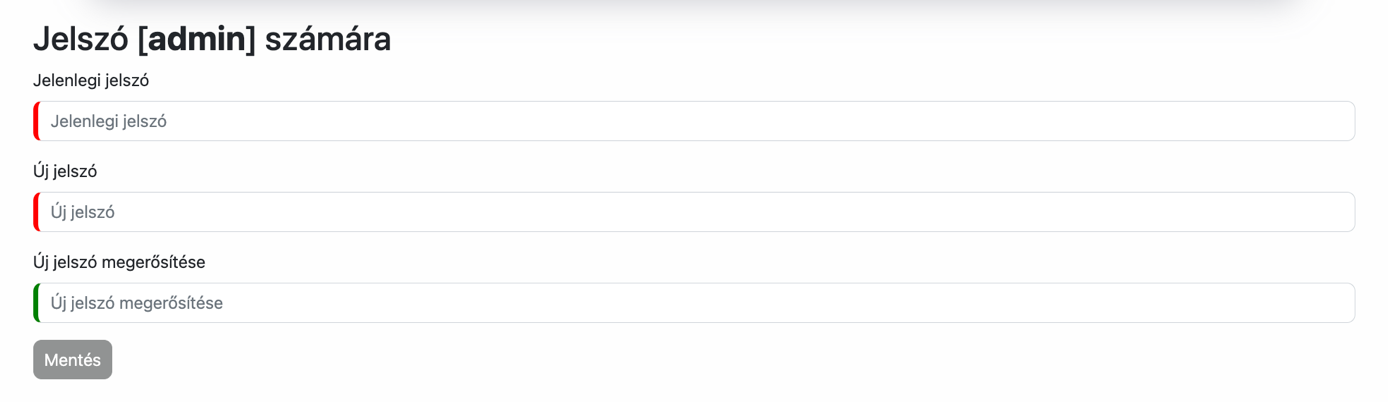 Jelszó [admin] számára
Jelenlegi jelszó
Jelenlegi jelszó
Új jelszó
Új jelszó
Új jelszó megerősítése
Új jelszó megerősítése
Mentés